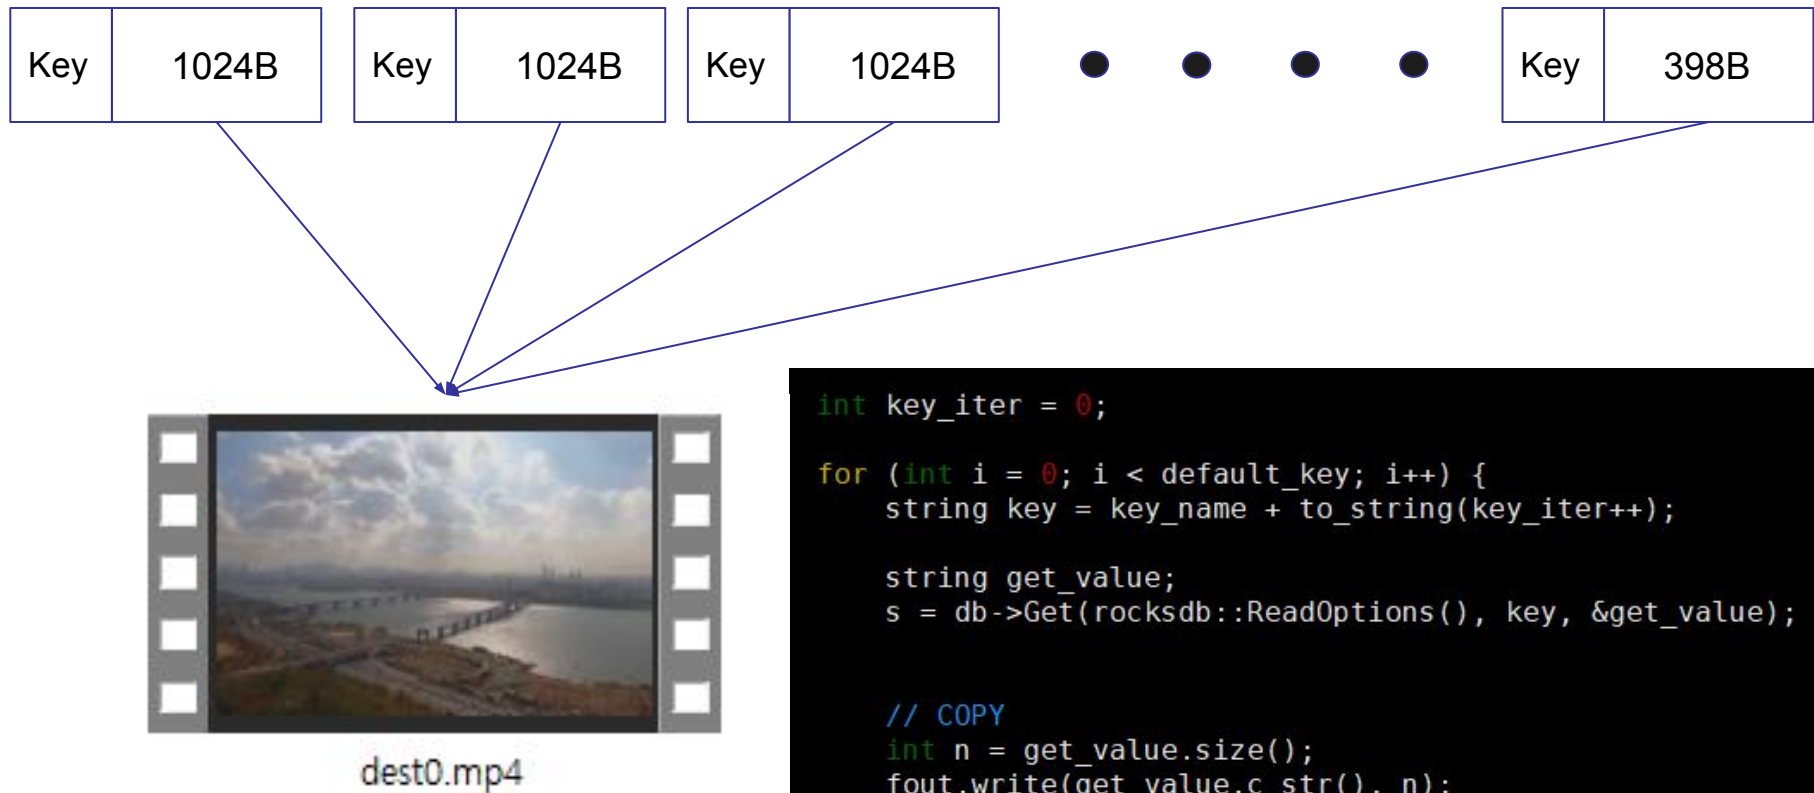 Key 1024B Key 1024B Key 1024B Key 398B
dest0.mp4
int key_iter = 0;
for (int i = 0; i < default_key; i++) {
string key = key_name + to_string(key_iter++);
string get_value;
s = db->Get(rocksdb::ReadOptions(), key, &get_value);
// COPY
int n = get_value.size();
fout.write(get_value.c_str(), n);